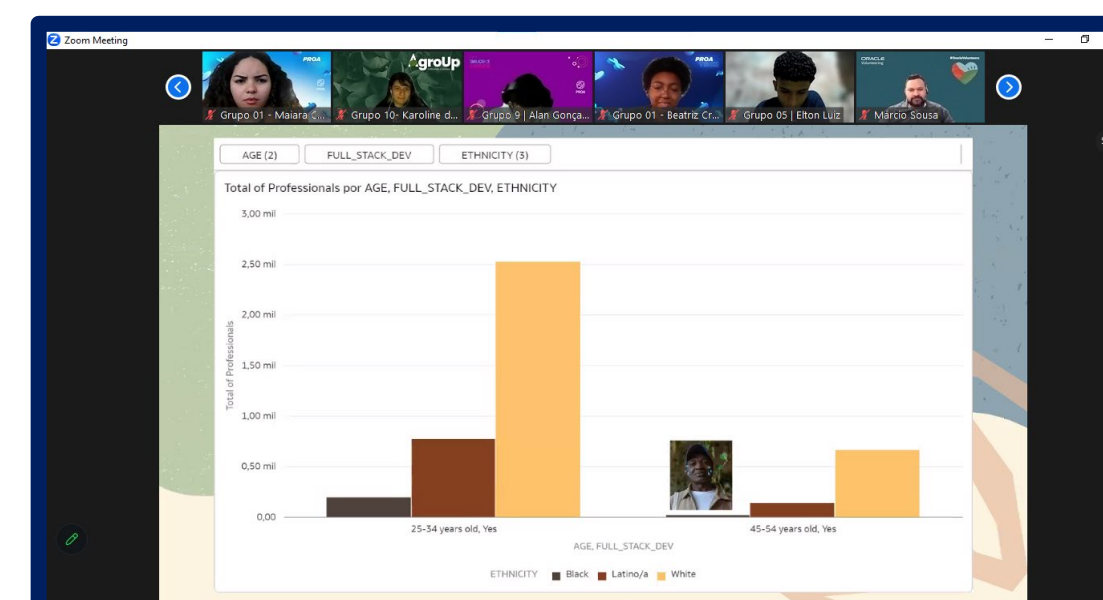 Zoom Meeting
PROA
AgroUp
PROA
PROA
ORACLE
Volunteering
Grupo 01 - Maiara C...
Grupo 10- Karoline d...
Grupo 9 | Alan Gonça...
Grupo 01 - Beatriz Cr...
Grupo 05 | Elton Luiz
Márcio Sousa
AGE (2)
FULL_STACK_DEV
ETHNICITY (3)
Total of Professionals por AGE, FULL_STACK_DEV, ETHNICITY
3,00 mil
2,50 mil
2,00 mil
1,50 mil
1,00 mil
0,50 mil
0,00
Total of Professionals
25-34 years old, Yes
45-54 years old, Yes
AGE, FULL_STACK_DEV
ETHNICITY
Black
Latino/a
White